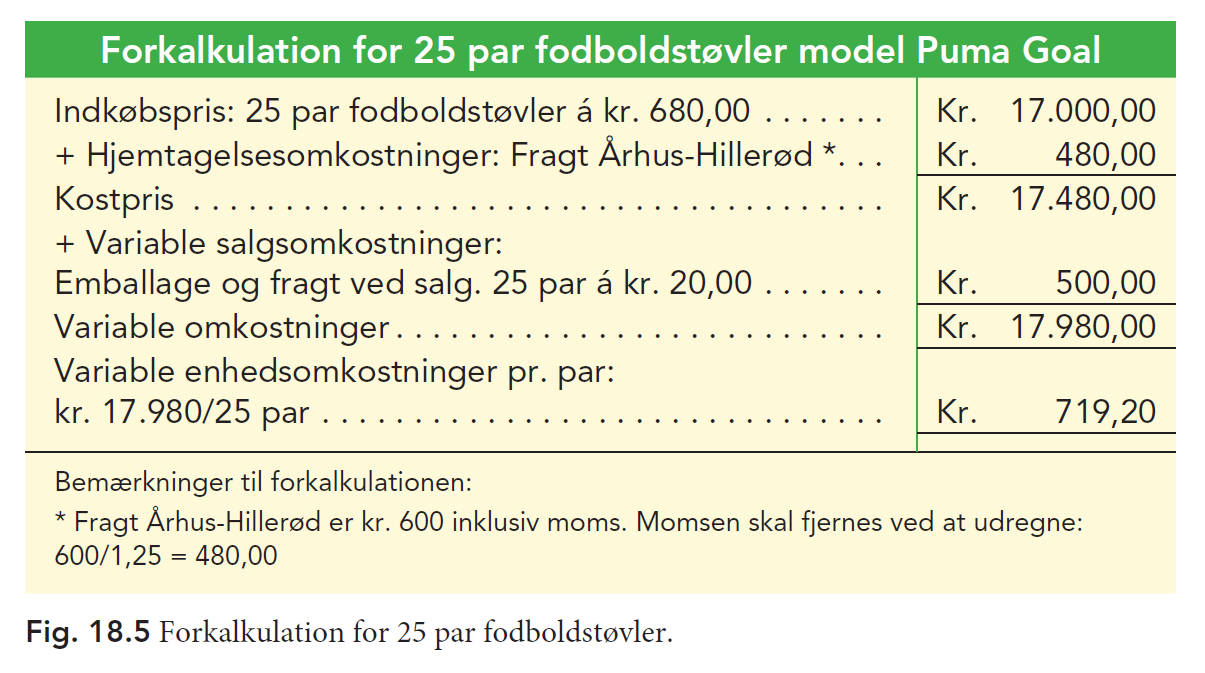 Forkalkulation for 25 par fodboldstøvler model Puma Goal
Indkøbspris: 25 par fodboldstøvler á kr. 680,00 . . . . . . . Kr. 17.000,00
+ Hjemtagelsesomkostninger: Fragt Århus-Hillerød *. . . Kr. 480,00
Kostpris . . . . . . . . . . . . . . . . . . . . . . . . . . . . . . . . . . . . . . Kr. 17.480,00
+ Variable salgsomkostninger:
Emballage og fragt ved salg. 25 par á kr. 20,00 . . . . . . . Kr. 500,00
Variable omkostninger . . . . . . . . . . . . . . . . . . . . . . . . . . . Kr. 17.980,00
Variable enhedsomkostninger pr. par:
kr. 17.980/25 par . . . . . . . . . . . . . . . . . . . . . . . . . . . . . . . Kr. 719,20
Bemærkninger til forkalkulationen:
* Fragt Århus-Hillerød er kr. 600 inklusiv moms. Momsen skal fjernes ved at udregne:
600/1,25 = 480,00
Fig. 18.5 Forkalkulation for 25 par fodboldstøvler.